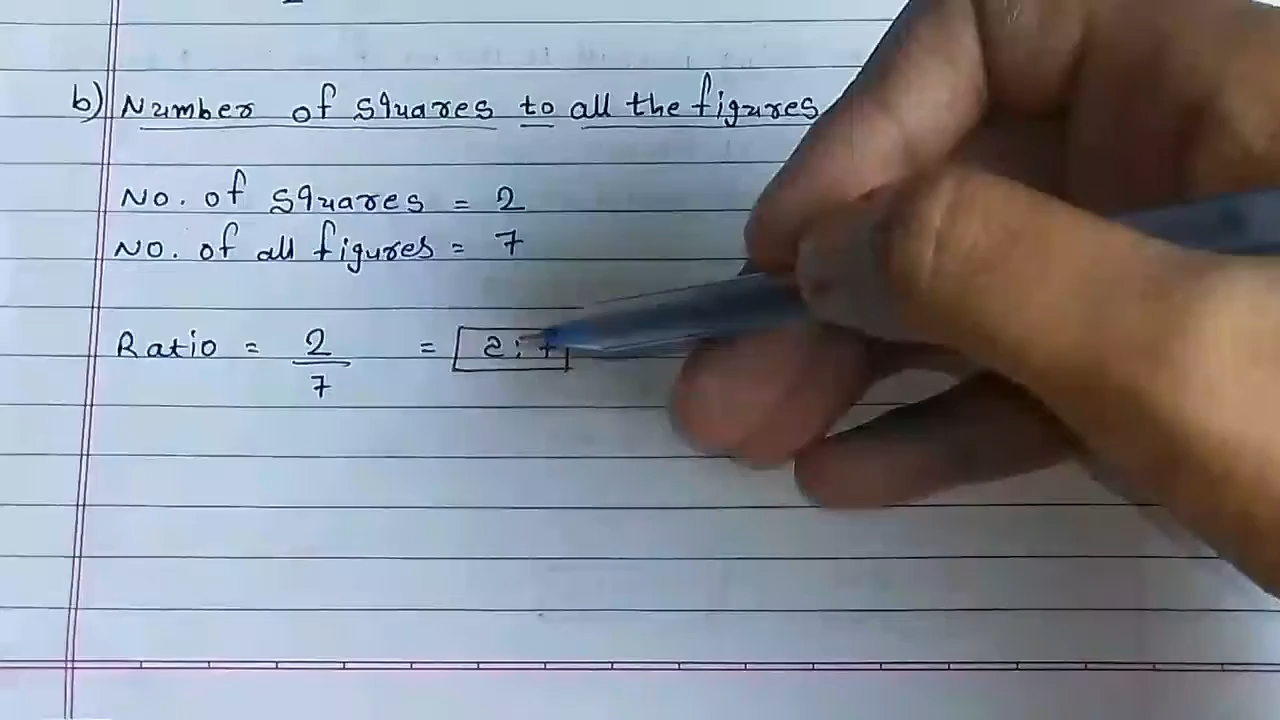 b) Number of squares to all the figures
No. of squares = 2
No. of all figures = 7
Ratio = 2/7 = 2:7